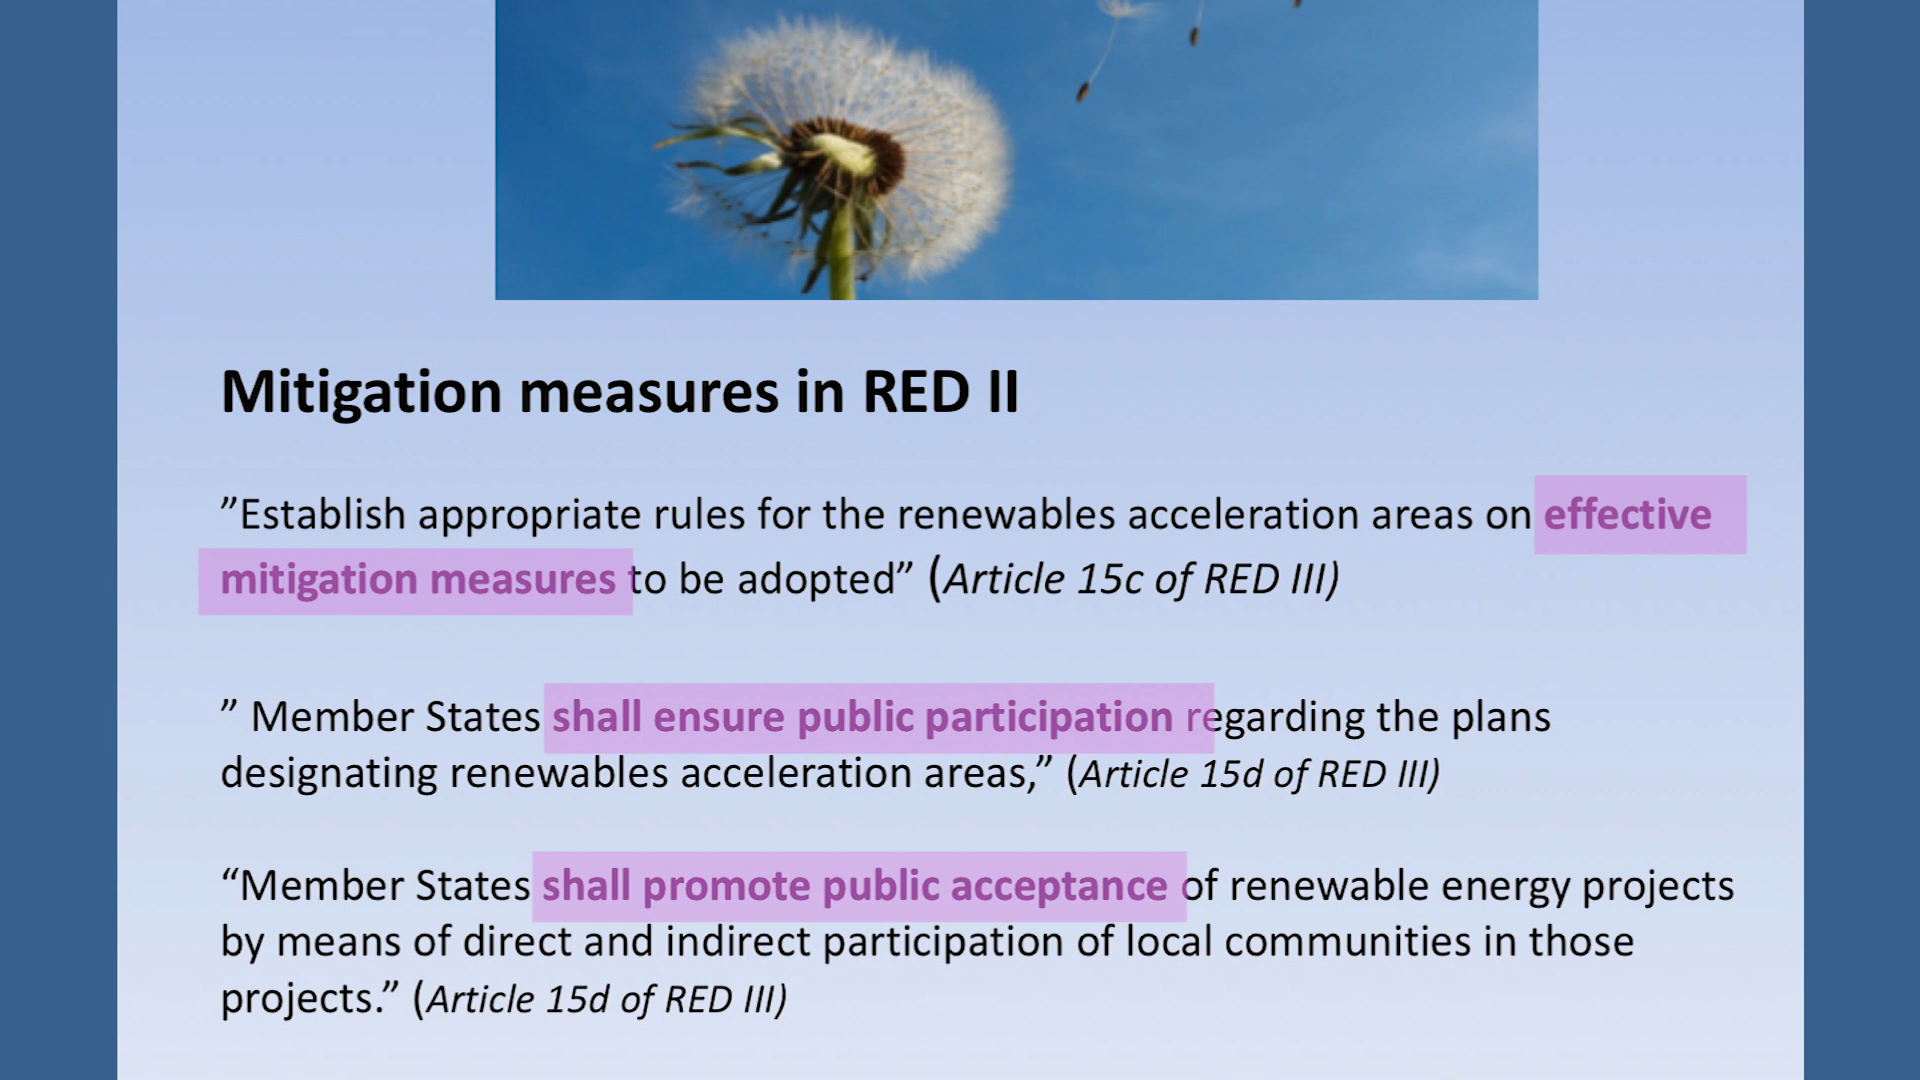 Mitigation measures in RED II
”Establish appropriate rules for the renewables acceleration areas on effective
mitigation measures to be adopted” (Article 15c of RED III)
” Member States shall ensure public participation regarding the plans
designating renewables acceleration areas,” (Article 15d of RED III)
“Member States shall promote public acceptance of renewable energy projects
by means of direct and indirect participation of local communities in those
projects.” (Article 15d of RED III)